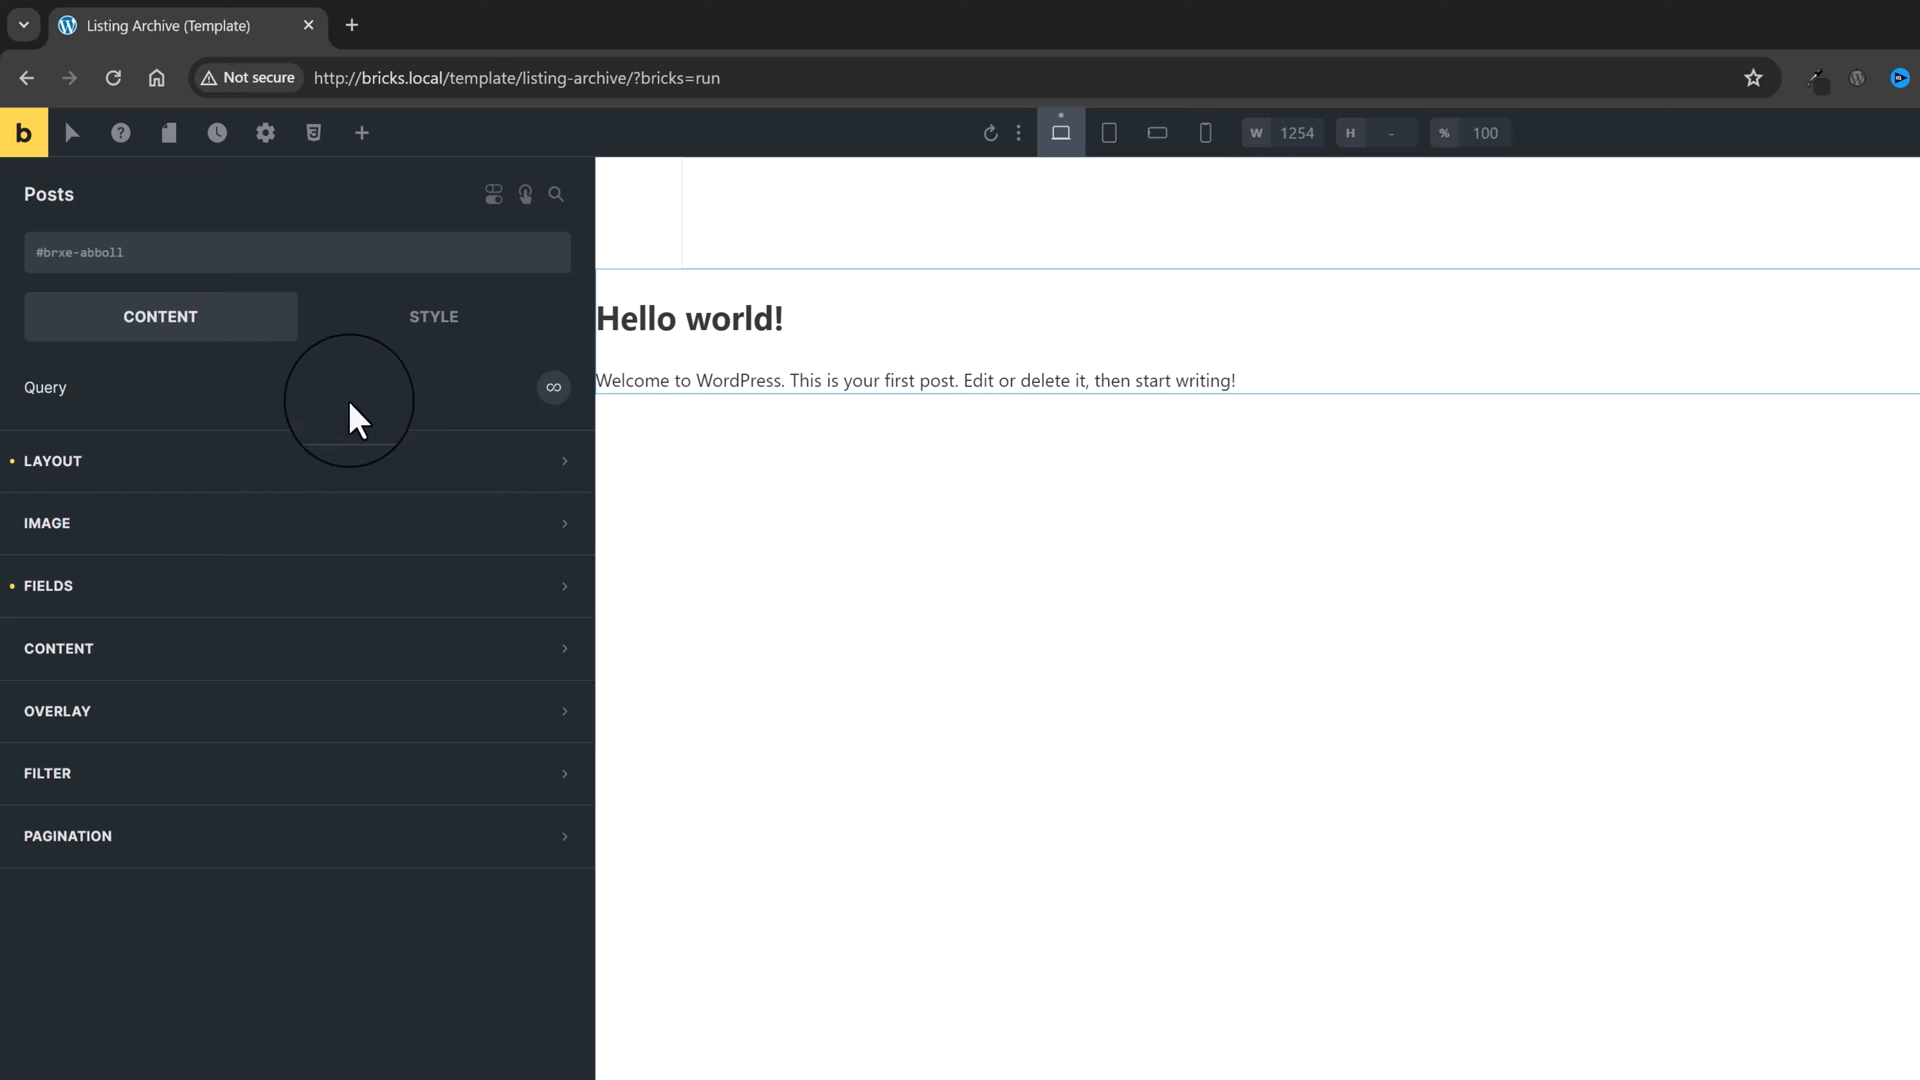 Listing Archive (Template)
Not secure
http://bricks.local/template/listing-archive/?bricks=run
b
W 1254 H - % 100
Posts
#brxe-abboll
CONTENT STYLE
Query
LAYOUT
IMAGE
FIELDS
CONTENT
OVERLAY
FILTER
PAGINATION
Hello world!
Welcome to WordPress. This is your first post. Edit or delete it, then start writing!